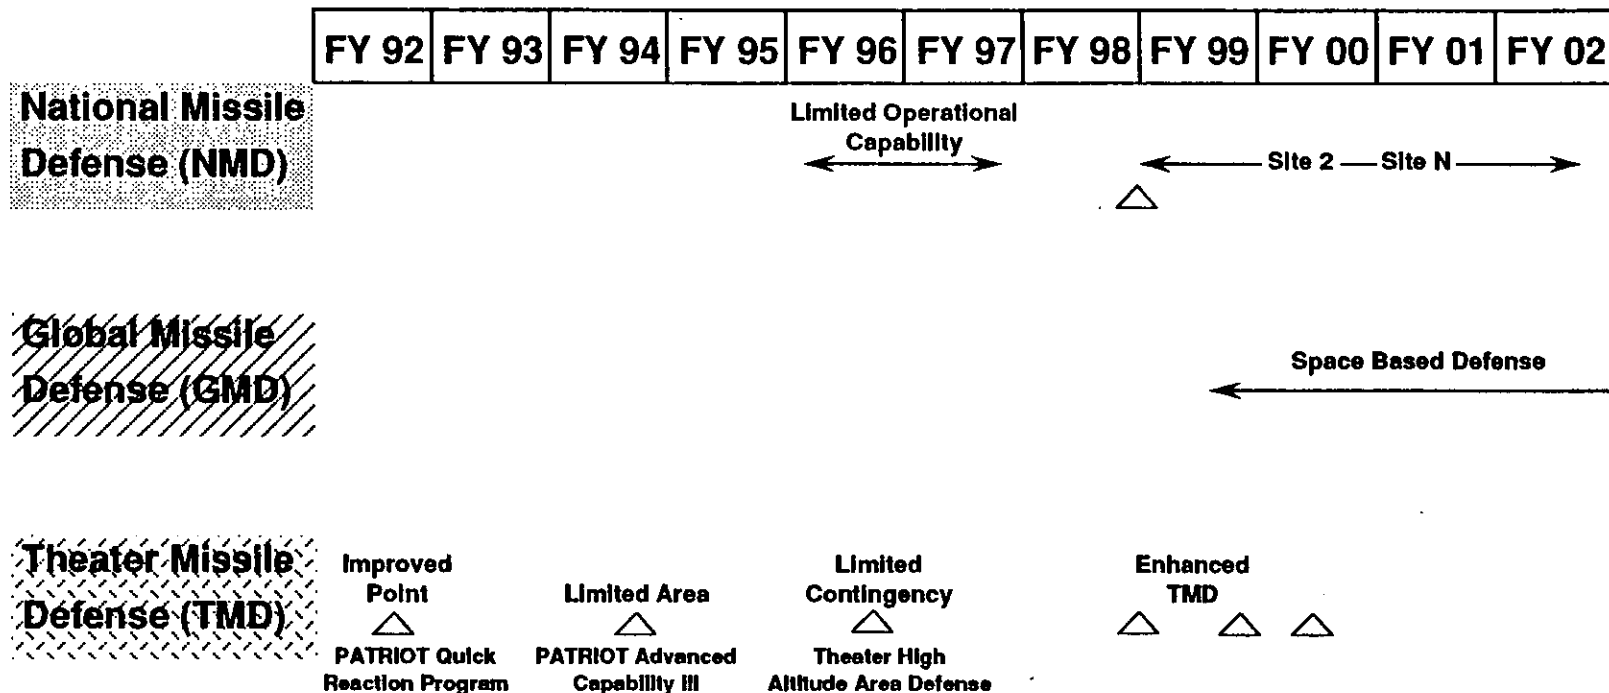 FY 92 FY 93 FY 94 FY 95 FY 96 FY 97 FY 98 FY 99 FY 00 FY 01 FY 02
National Missile
Defense (NMD)
Limited Operational
Capability
Site 2 — Site N
Global Missile
Defense (GMD)
Space Based Defense
Theater Missile
Defense (TMD)
Improved
Point
PATRIOT Quick
Reaction Program
Limited Area
PATRIOT Advanced
Capability III
Limited
Contingency
Theater High
Altitude Area Defense
Enhanced
TMD